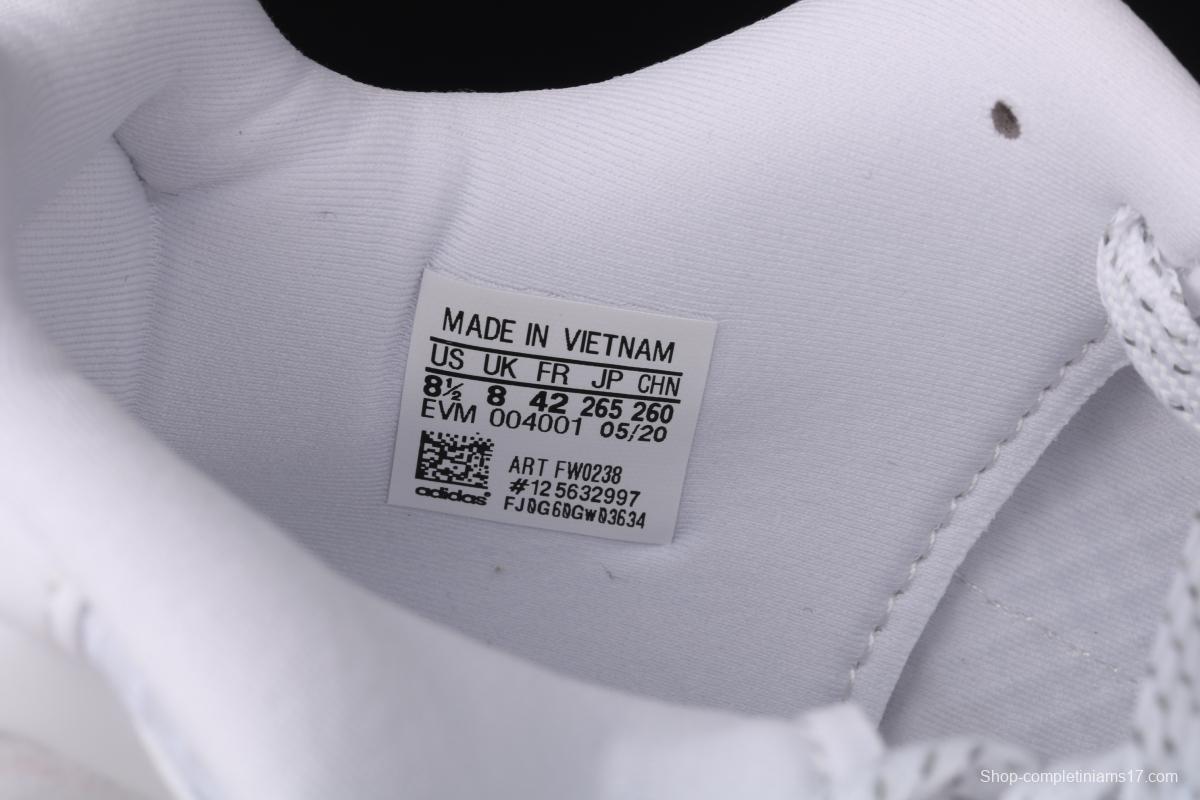 MADE IN VIETNAM
US UK FR JP CHN
8½ 8 42 265 260
EVM 004001 05/20
ART FW0238
#125632997
adidas
FJ0G60GW03634
Shop-completiniams17.com